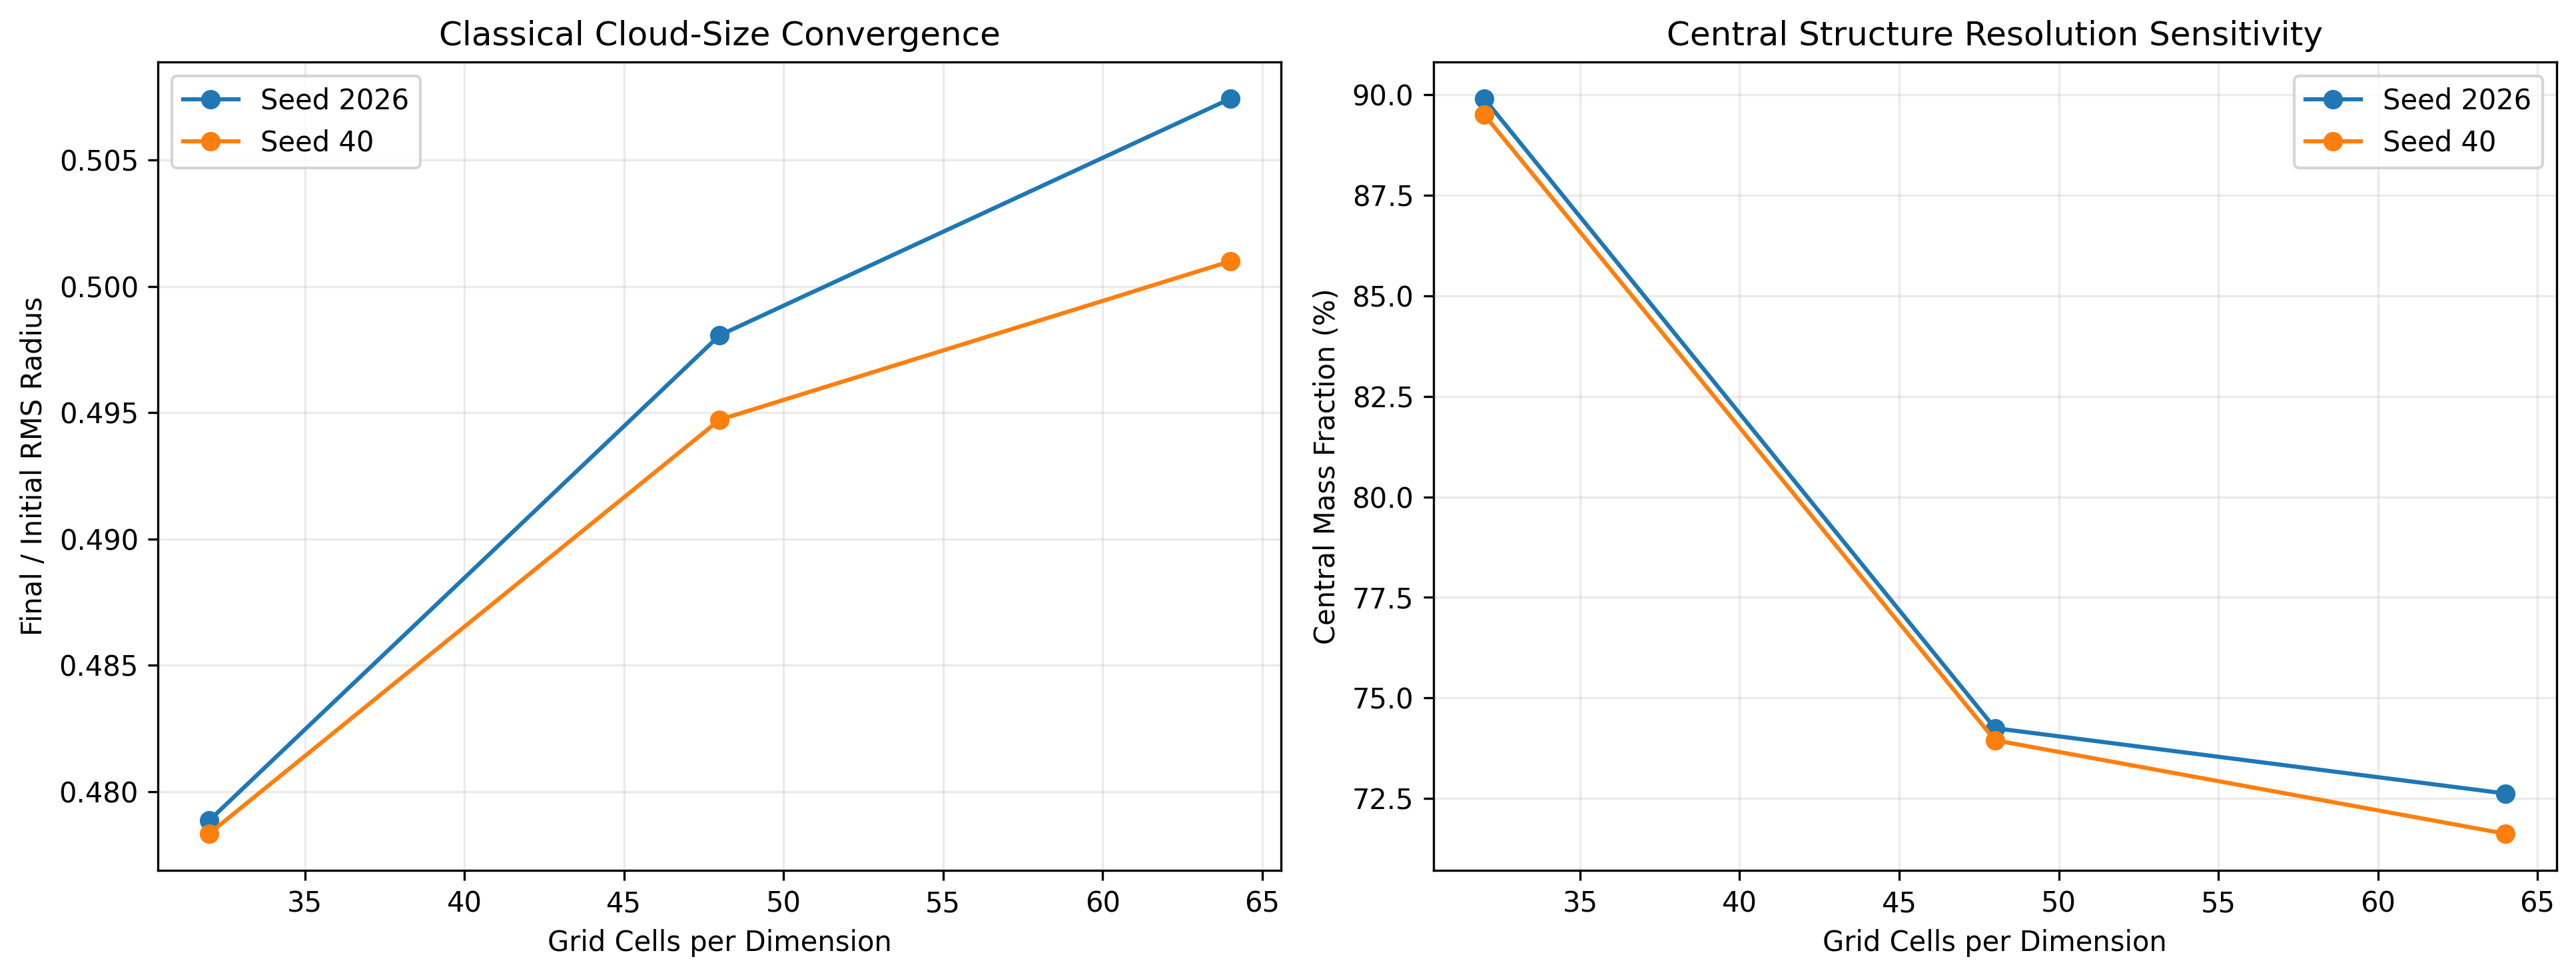 Classical Cloud-Size Convergence
Seed 2026
Seed 40
0.505
0.500
0.495
0.490
0.485
0.480
Final / Initial RMS Radius
35 40 45 50 55 60 65
Grid Cells per Dimension
Central Structure Resolution Sensitivity
Seed 2026
Seed 40
90.0
87.5
85.0
82.5
80.0
77.5
75.0
72.5
Central Mass Fraction (%)
35 40 45 50 55 60 65
Grid Cells per Dimension